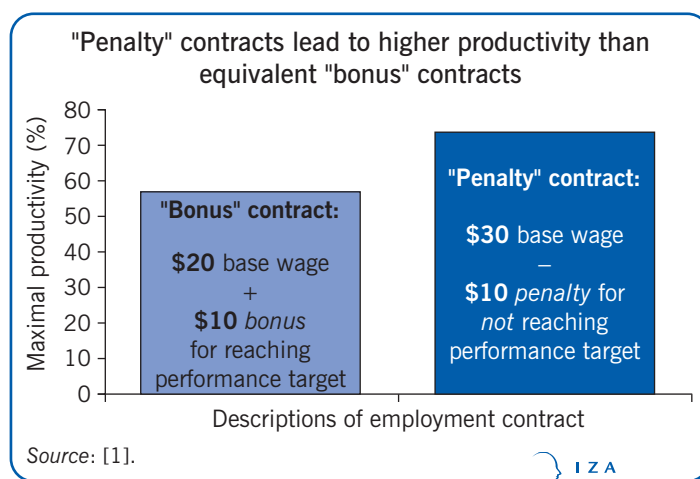 "Penalty" contracts lead to higher productivity than
equivalent "bonus" contracts
Maximal productivity (%)
80
70
60
50
40
30
20
10
0
"Bonus" contract:
$20 base wage
+
$10 bonus
for reaching
performance target
"Penalty" contract:
$30 base wage
–
$10 penalty for
not reaching
performance target
Descriptions of employment contract
Source: [1].
I Z A